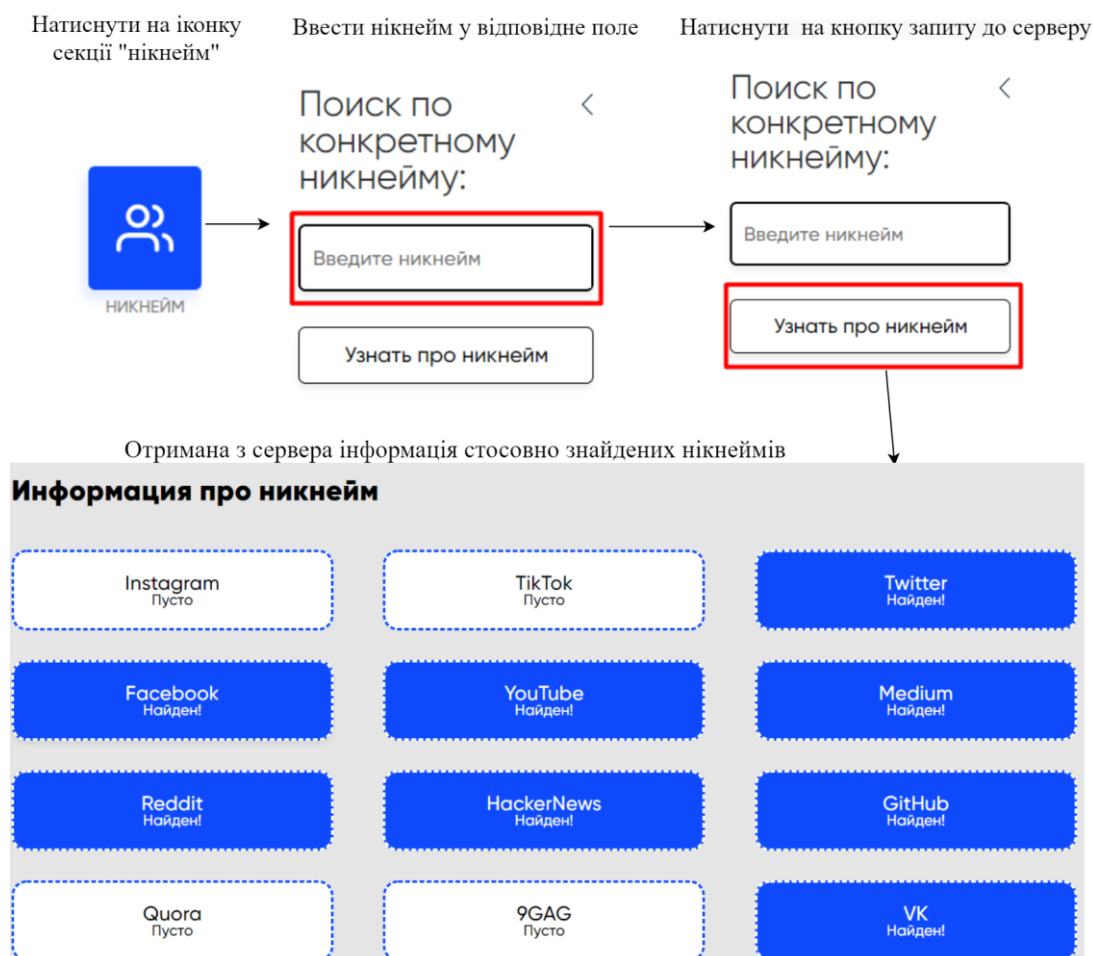 Натиснути на іконку
секції "нікнейм"
Ввести нікнейм у відповідне поле
Натиснути на кнопку запиту до серверу
НИКНЕЙМ
Поиск по
конкретному
никнейму:
Введите никнейм
Узнать про никнейм
Поиск по
конкретному
никнейму:
Введите никнейм
Узнать про никнейм
Отримана з сервера інформація стосовно знайдених нікнеймів
Информация про никнейм
Instagram
Пусто
TikTok
Пусто
Twitter
Найден!
Facebook
Найден!
YouTube
Найден!
Medium
Найден!
Reddit
Найден!
HackerNews
Найден!
GitHub
Найден!
Quora
Пусто
9GAG
Пусто
VK
Найден!